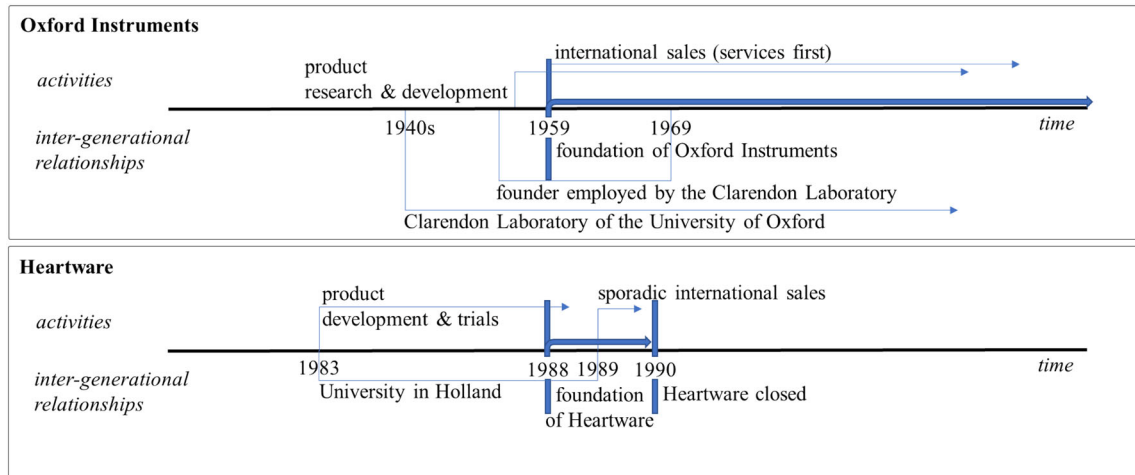 Oxford Instruments
international sales (services first)
activities
product
research & development
1940s
1959
1969
time
inter-generational
relationships
foundation of Oxford Instruments
founder employed by the Clarendon Laboratory
Clarendon Laboratory of the University of Oxford
Heartware
product
sporadic international sales
activities
development & trials
1983
1988
1989
1990
time
inter-generational
relationships
University in Holland
foundation
of Heartware
Heartware closed